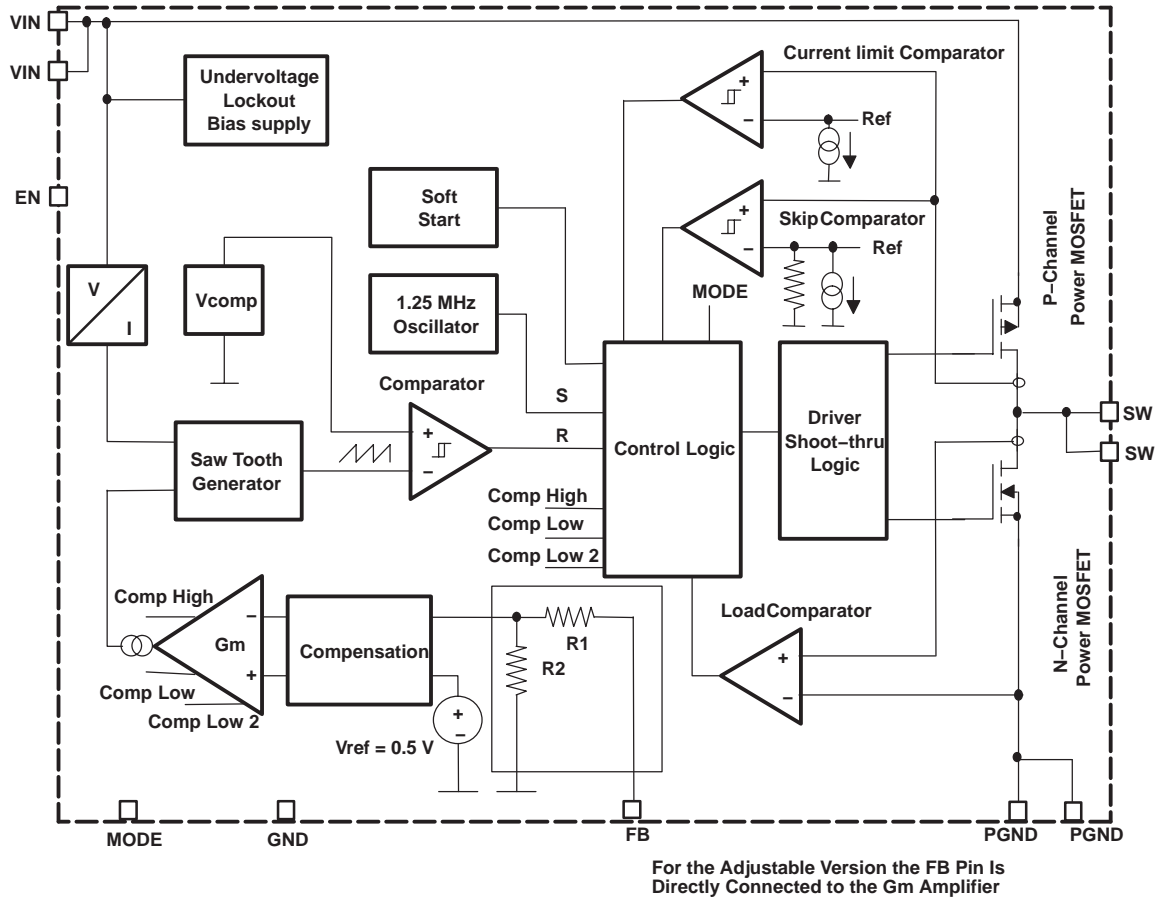 VIN
VIN
EN
Undervoltage
Lockout
Bias supply
Current limit Comparator
+
−
Ref
Soft
Start
Skip Comparator
+
−
Ref
P−Channel
Power MOSFET
V
I
Vcomp
1.25 MHz
Oscillator
MODE
Comparator
+
−
S
R
Saw Tooth
Generator
Control Logic
Driver
Shoot−thru
Logic
SW
SW
Comp High
Comp Low
Comp Low 2
Comp High
Gm
−
+
Comp Low
Comp Low 2
Compensation
R1
R2
+
−
Vref = 0.5 V
Load Comparator
+
−
N−Channel
Power MOSFET
MODE
GND
FB
PGND
PGND
For the Adjustable Version the FB Pin Is
Directly Connected to the Gm Amplifier